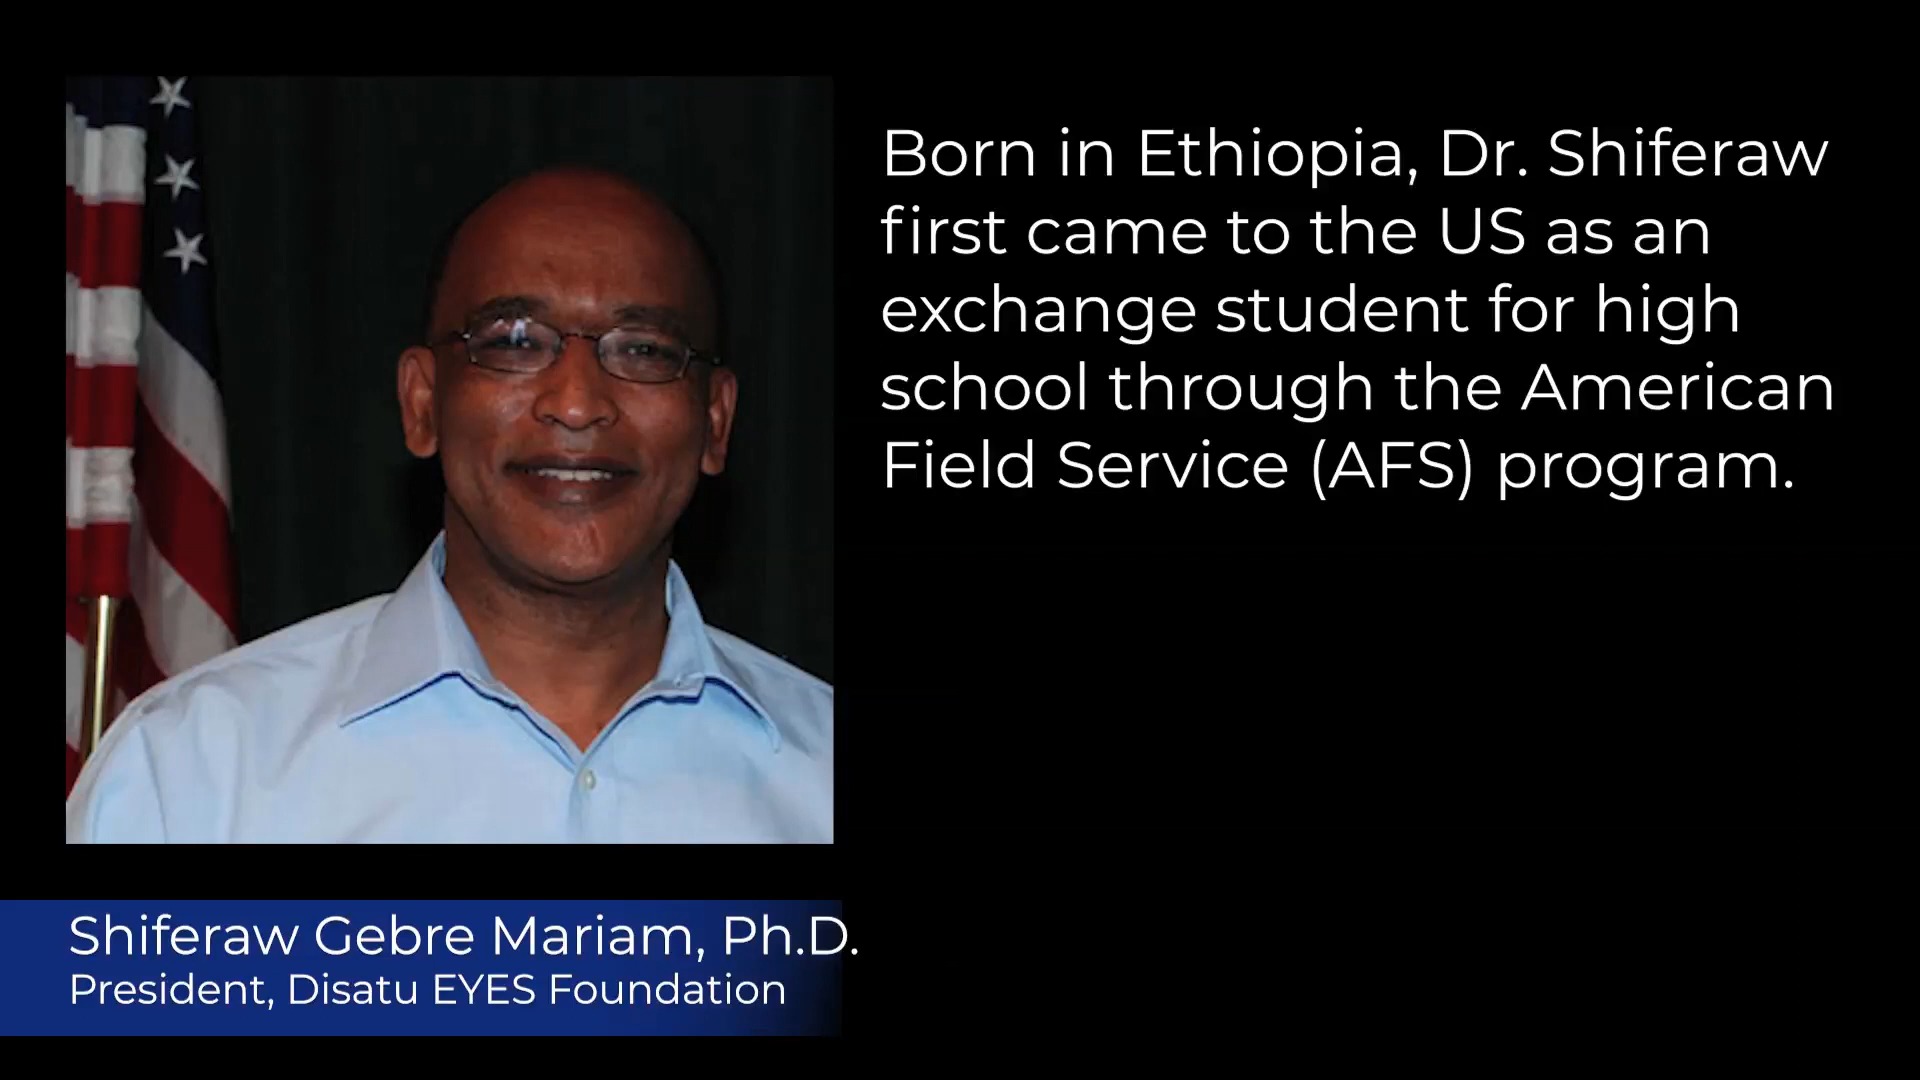 Born in Ethiopia, Dr. Shiferaw
first came to the US as an
exchange student for high
school through the American
Field Service (AFS) program.
Shiferaw Gebre Mariam, Ph.D.
President, Disatu EYES Foundation